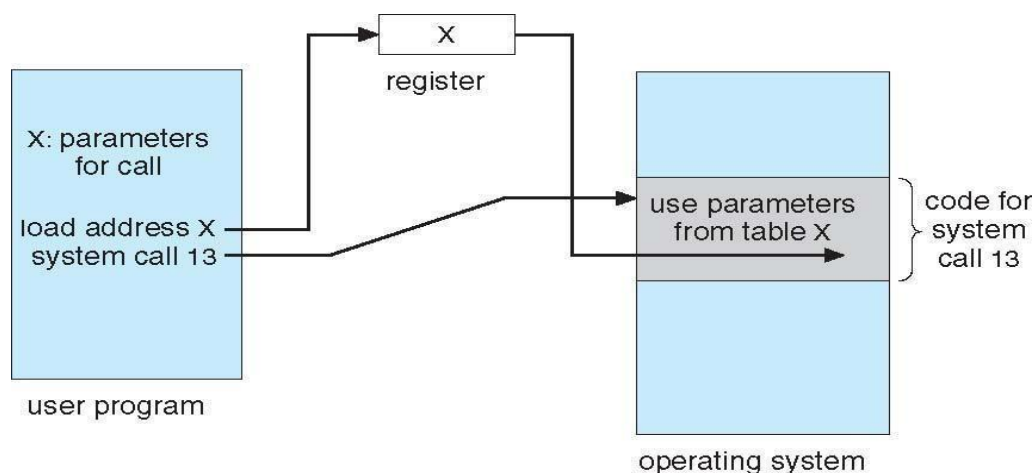 X
register
X: parameters
for call
load address X
system call 13
user program
use parameters
from table X
code for
system
call 13
operating system